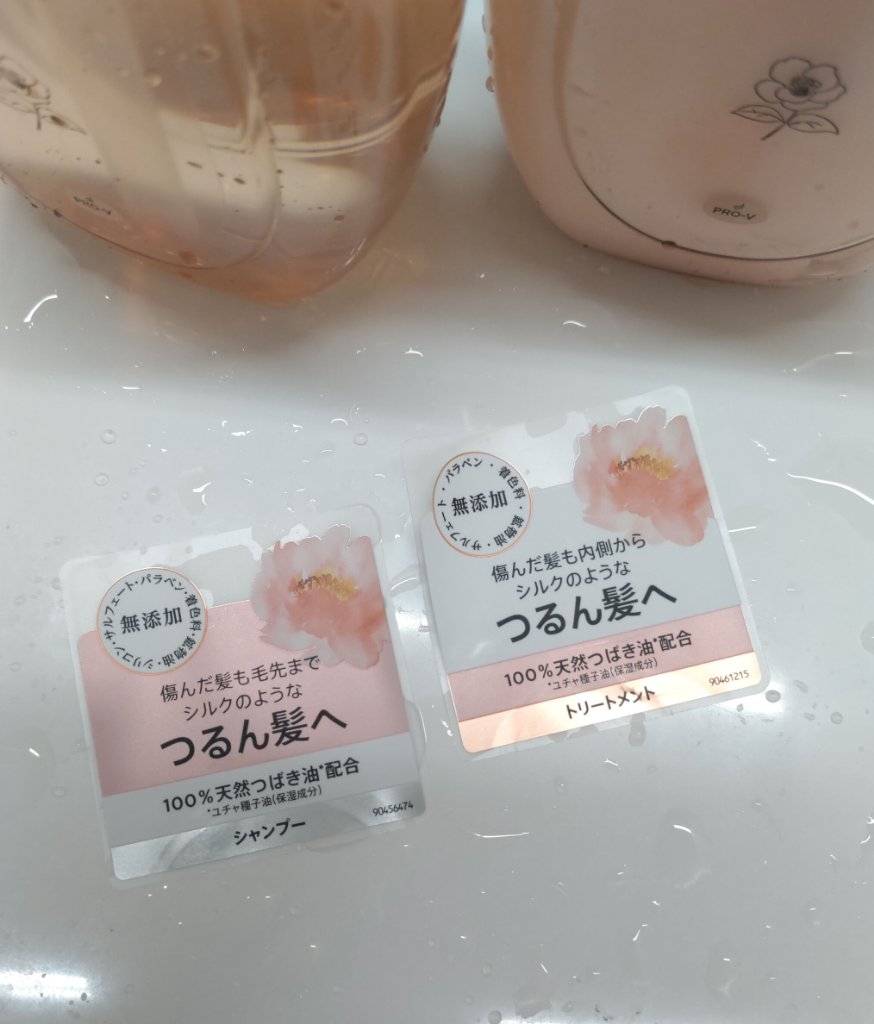 PRO-V
PRO-V
サルフェート・パラベン・着色料・鉱物油・シリコン・
無添加
傷んだ髪も毛先まで
シルクのような
つるん髪へ
100%天然つばき油*配合
*ユチャ種子油(保湿成分)
90456474
シャンプー
サルフェート・パラベン・着色料・鉱物油・
無添加
傷んだ髪も内側から
シルクのような
つるん髪へ
100%天然つばき油*配合
*ユチャ種子油(保湿成分)
90461215
トリートメント